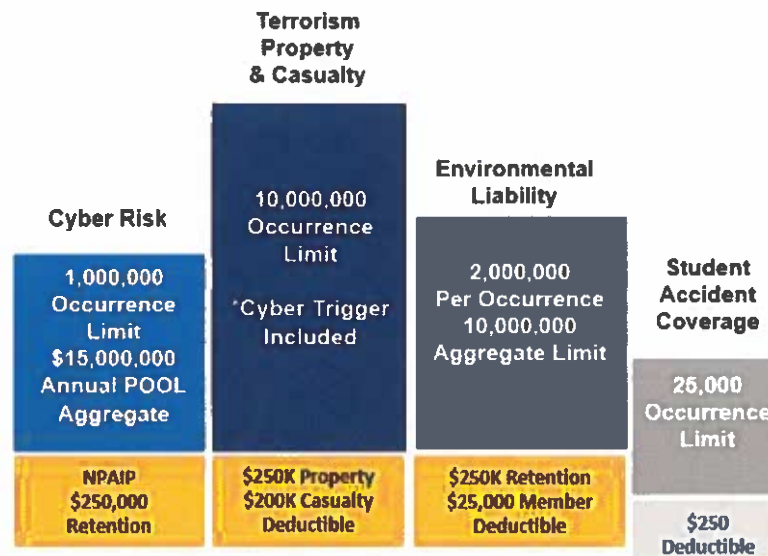 Cyber Risk
1,000,000
Occurrence
Limit
$15,000,000
Annual POOL
Aggregate
NPAIP
$250,000
Retention
Terrorism
Property
& Casualty
10,000,000
Occurrence
Limit
*Cyber Trigger
Included
$250K Property
$200K Casualty
Deductible
Environmental
Liability
2,000,000
Per Occurrence
10,000,000
Aggregate Limit
$250K Retention
$25,000 Member
Deductible
Student
Accident
Coverage
25,000
Occurrence
Limit
$250
Deductible